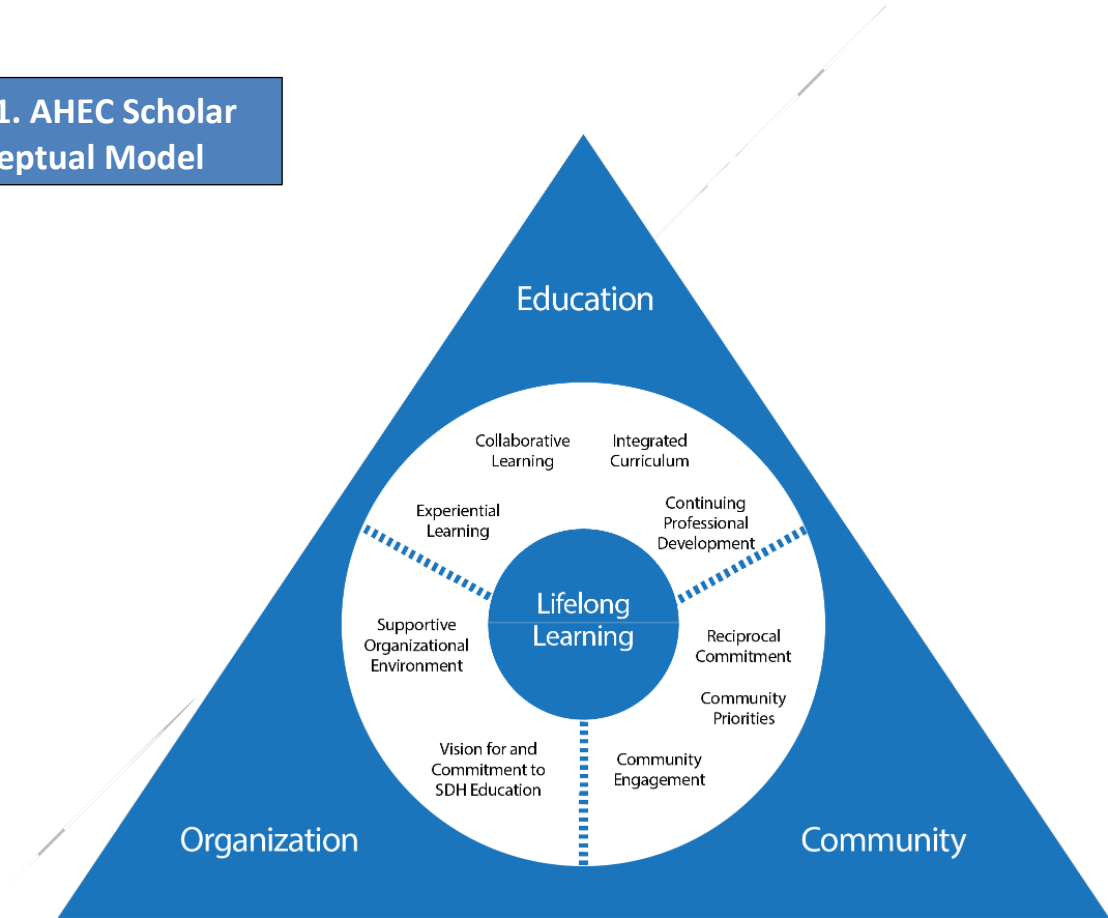 1. AHEC Scholar
eptual Model
Education
Collaborative
Learning
Integrated
Curriculum
Experiential
Learning
Continuing
Professional
Development
Lifelong
Learning
Supportive
Organizational
Environment
Reciprocal
Commitment
Community
Priorities
Vision for and
Commitment to
SDH Education
Community
Engagement
Organization
Community